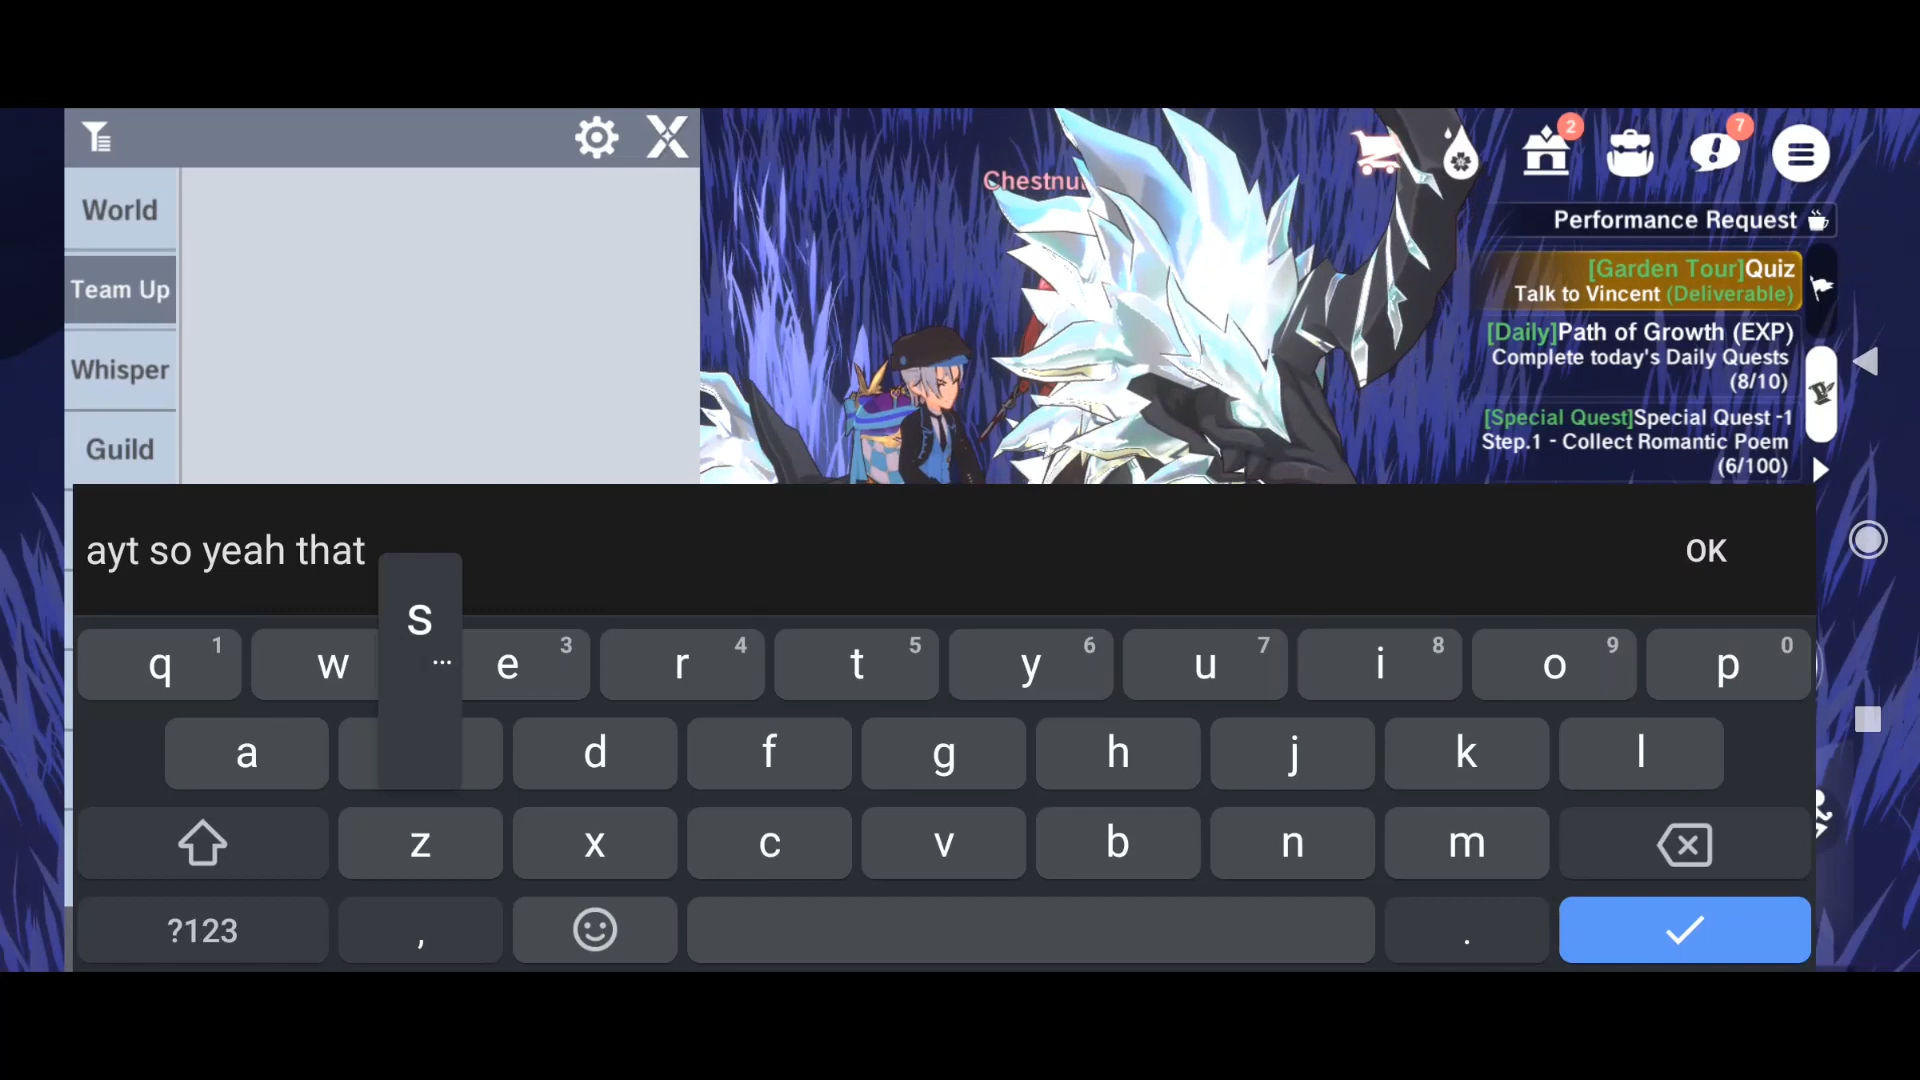 World
Team Up
Whisper
Guild
Chestnu
2
7
Performance Request
[Garden Tour]Quiz
Talk to Vincent (Deliverable)
[Daily]Path of Growth (EXP)
Complete today's Daily Quests
(8/10)
[Special Quest]Special Quest -1
Step.1 - Collect Romantic Poem
(6/100)
ayt so yeah that
OK
s
...
q 1 w e 3 r 4 t 5 y 6 u 7 i 8 o 9 p 0
a d f g h j k l
z x c v b n m
?123 , .